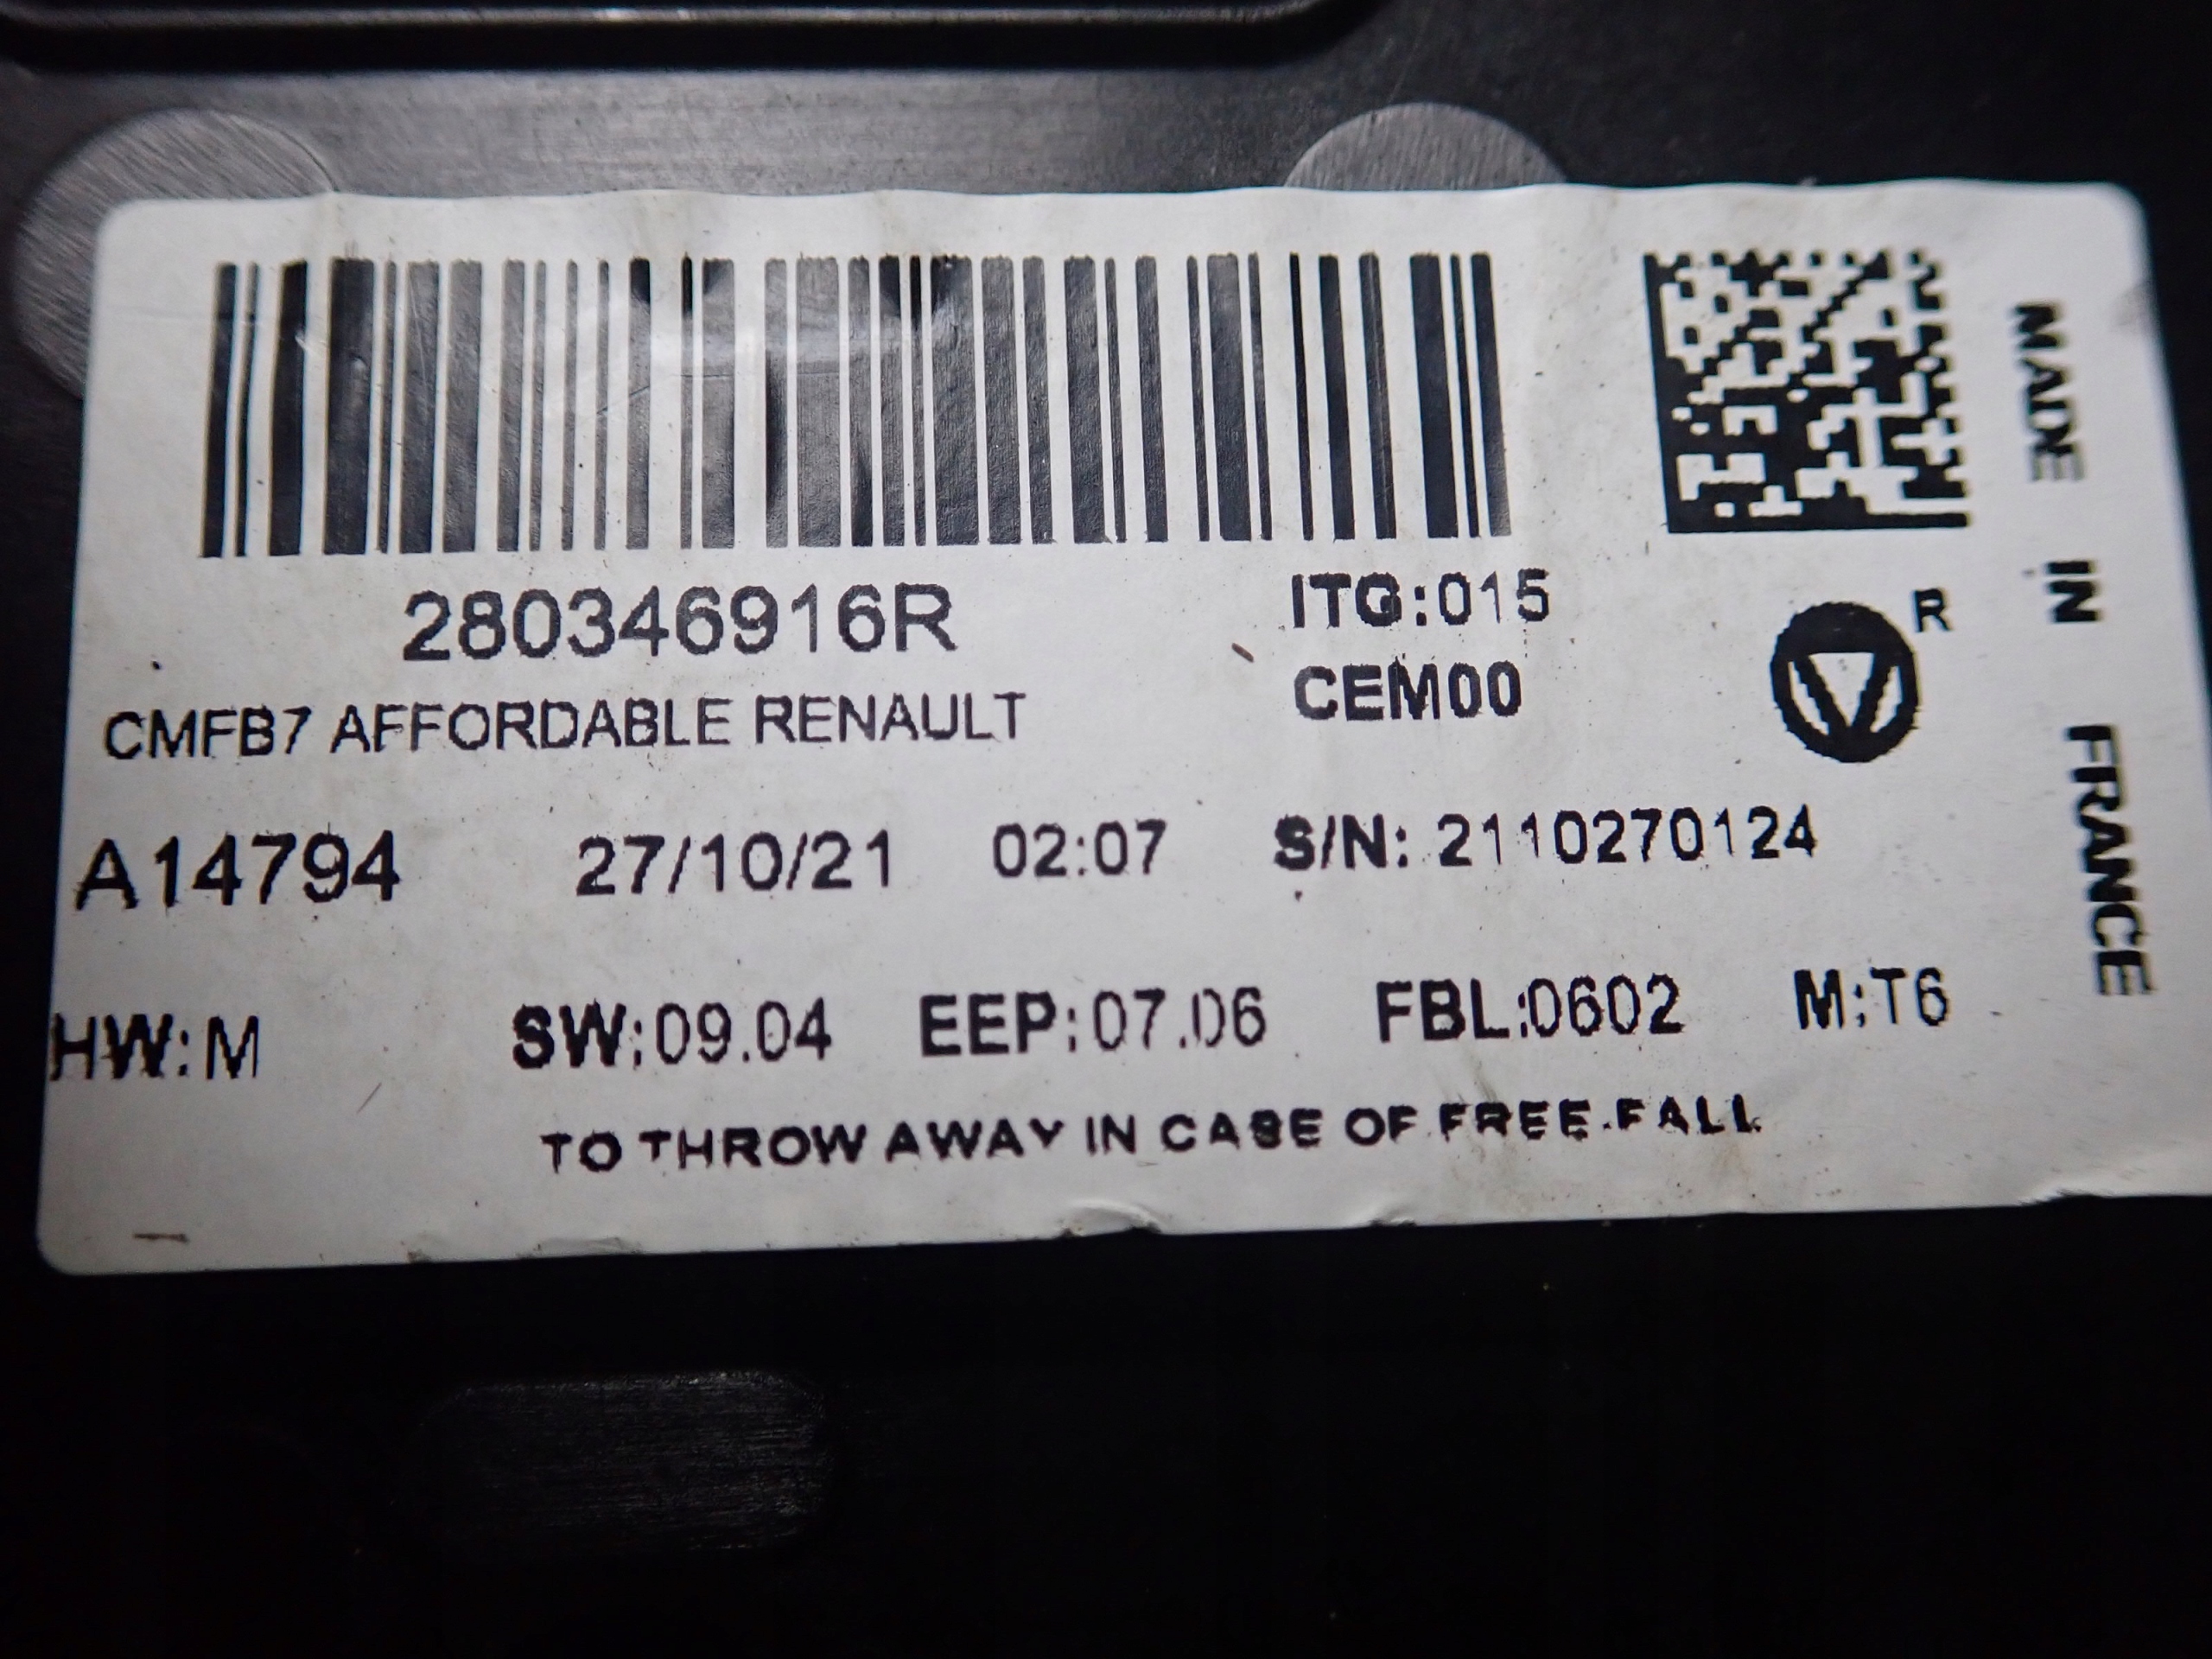 280346916R
ITG:015
CEM00
R
CMFB7 AFFORDABLE RENAULT
A14794 27/10/21 02:07 S/N: 2110270124
HW:M SW:09.04 EEP:07.06 FBL:0602 M:T6
TO THROW AWAY IN CASE OF FREE-FALL
MADE IN FRANCE